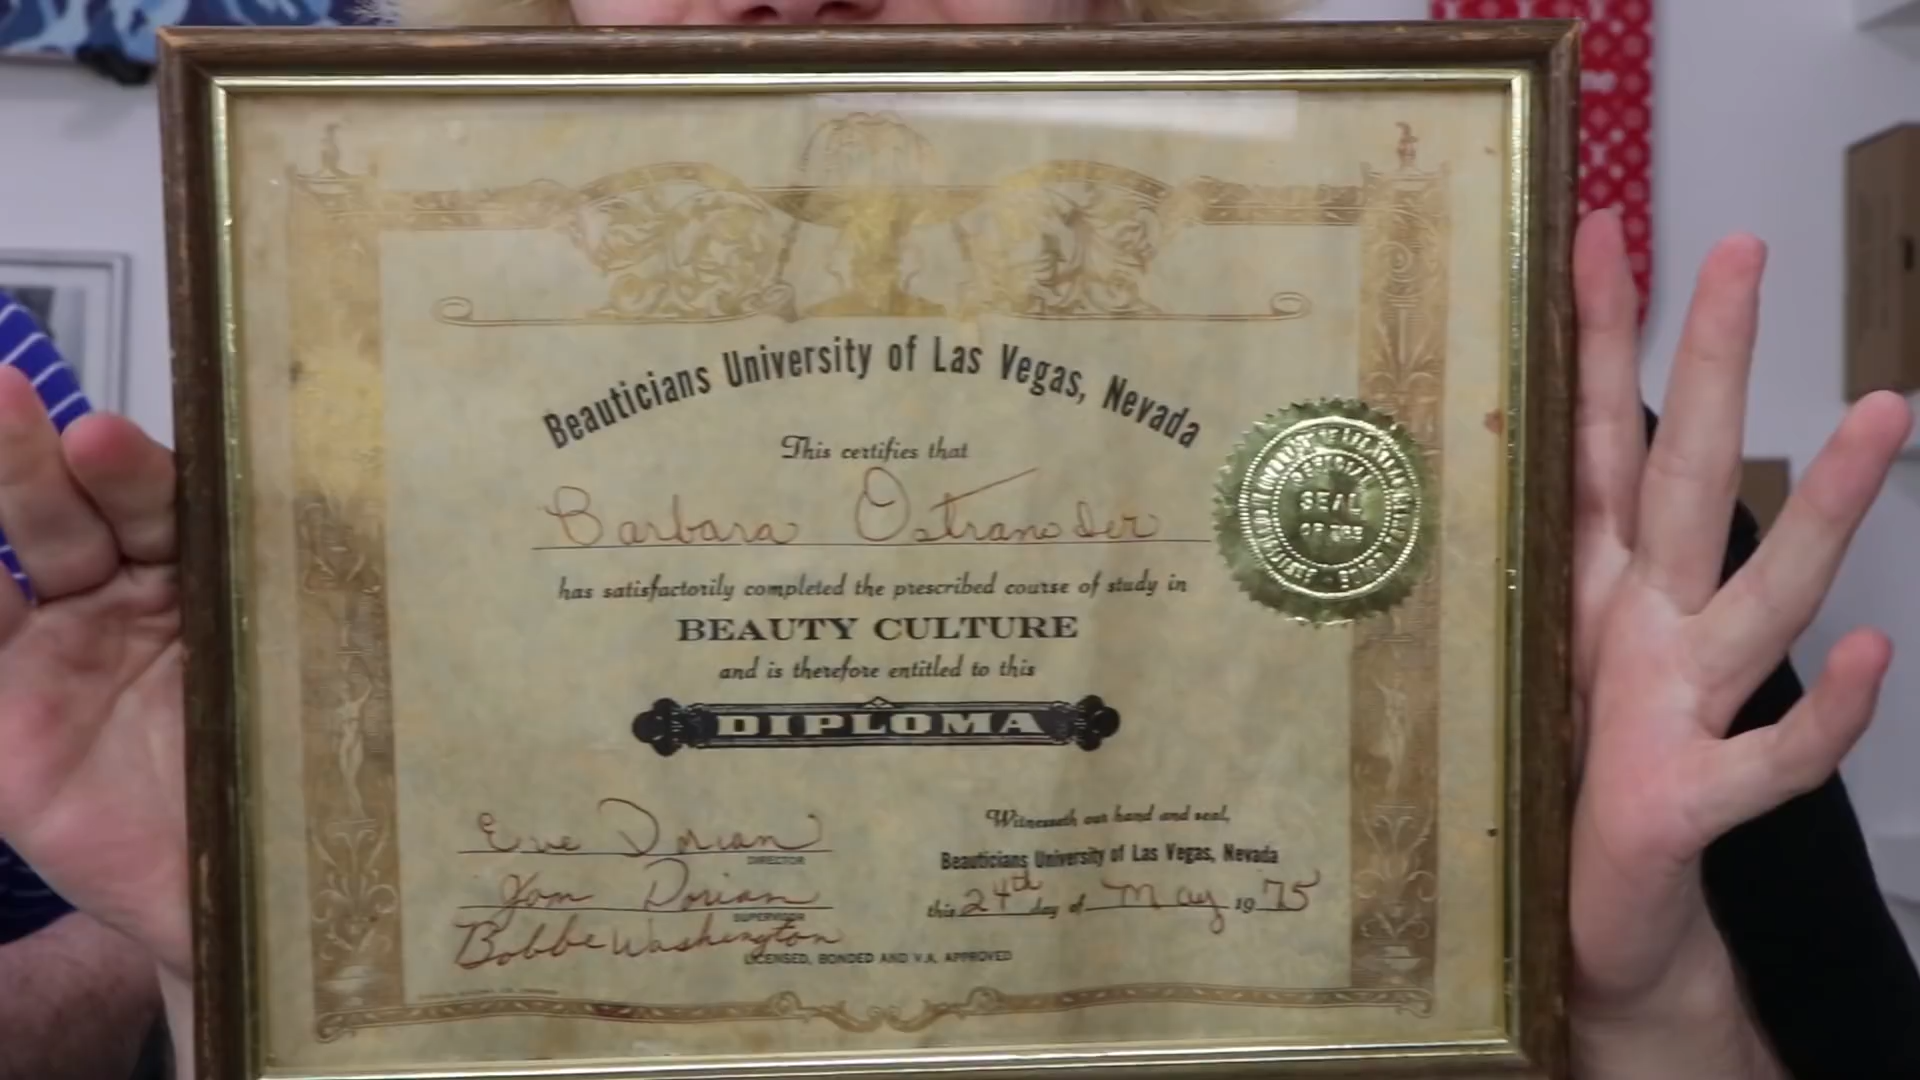 Beauticians University of Las Vegas, Nevada
This certifies that
Barbara Ostrander
has satisfactorily completed the prescribed course of study in
BEAUTY CULTURE
and is therefore entitled to this
DIPLOMA
SEAL
OF THE
Eve Dorian
DIRECTOR
Dorian
SUPERVISOR
Bobbe Washington
Witnesseth our hand and seal,
Beauticians University of Las Vegas, Nevada
this 24th day of May 1975
LICENSED, BONDED AND V.A. APPROVED